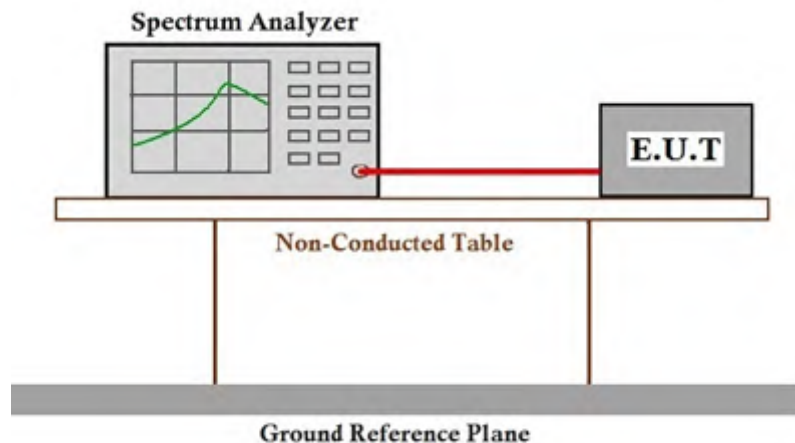 Spectrum Analyzer
E.U.T
Non-Conducted Table
Ground Reference Plane